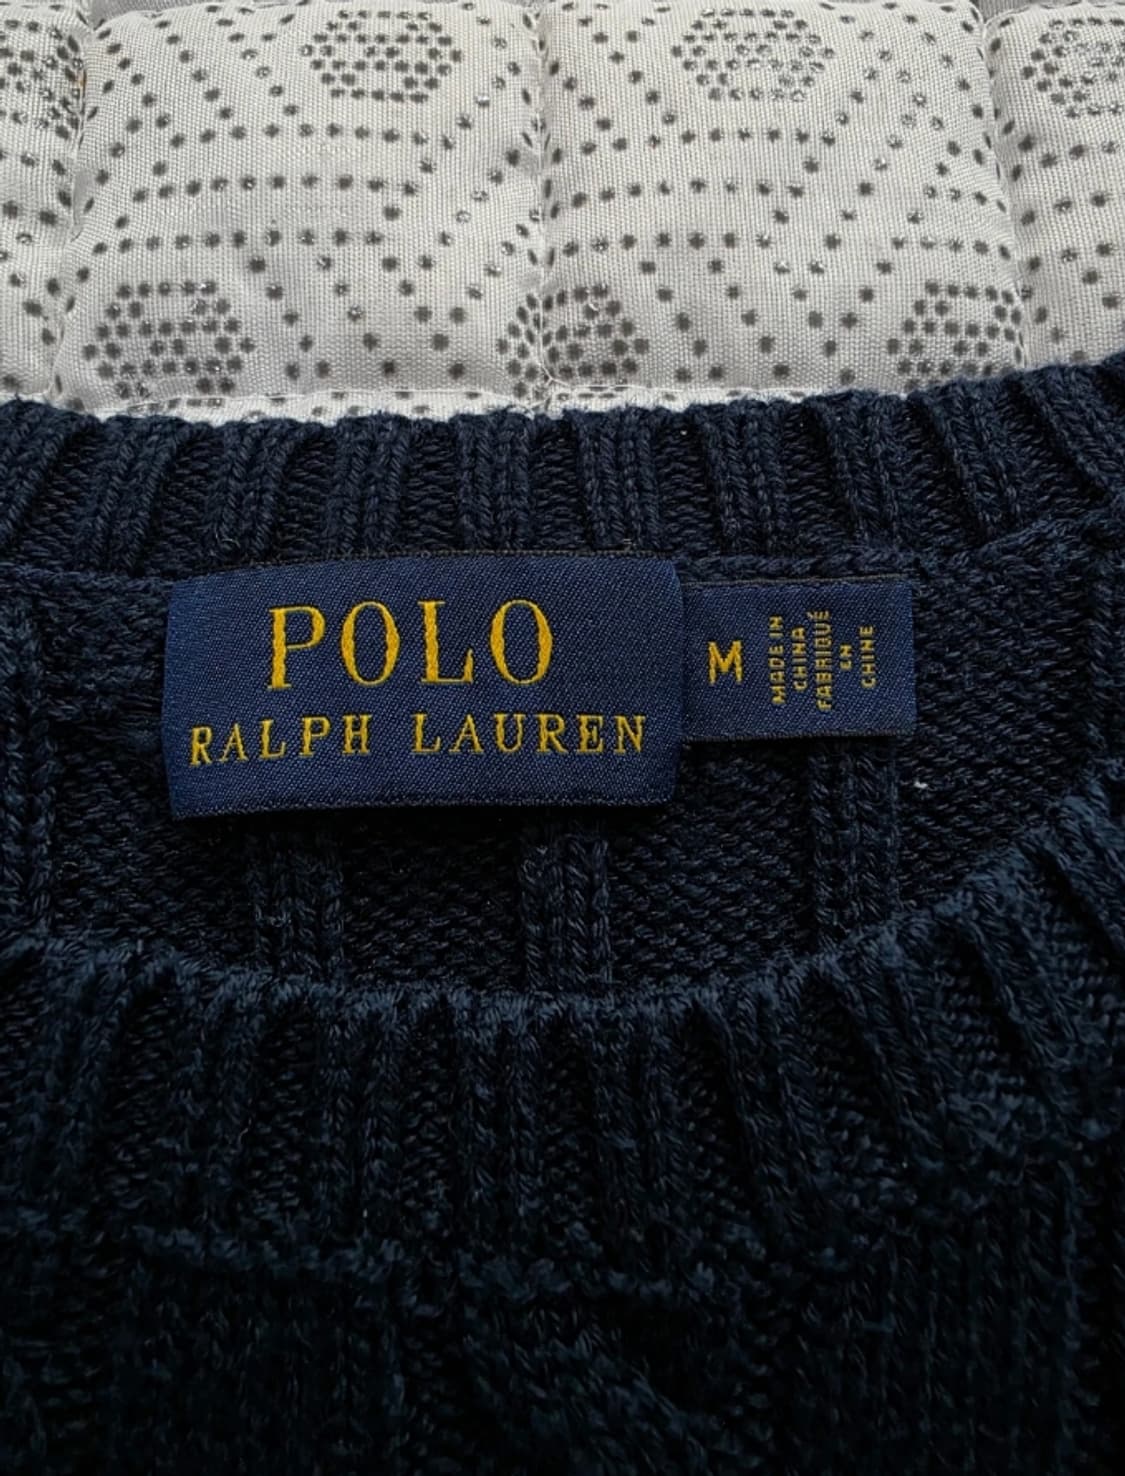 POLO
RALPH LAUREN
M
MADE IN
CHINA
FABRIQUÉ
EN
CHINE